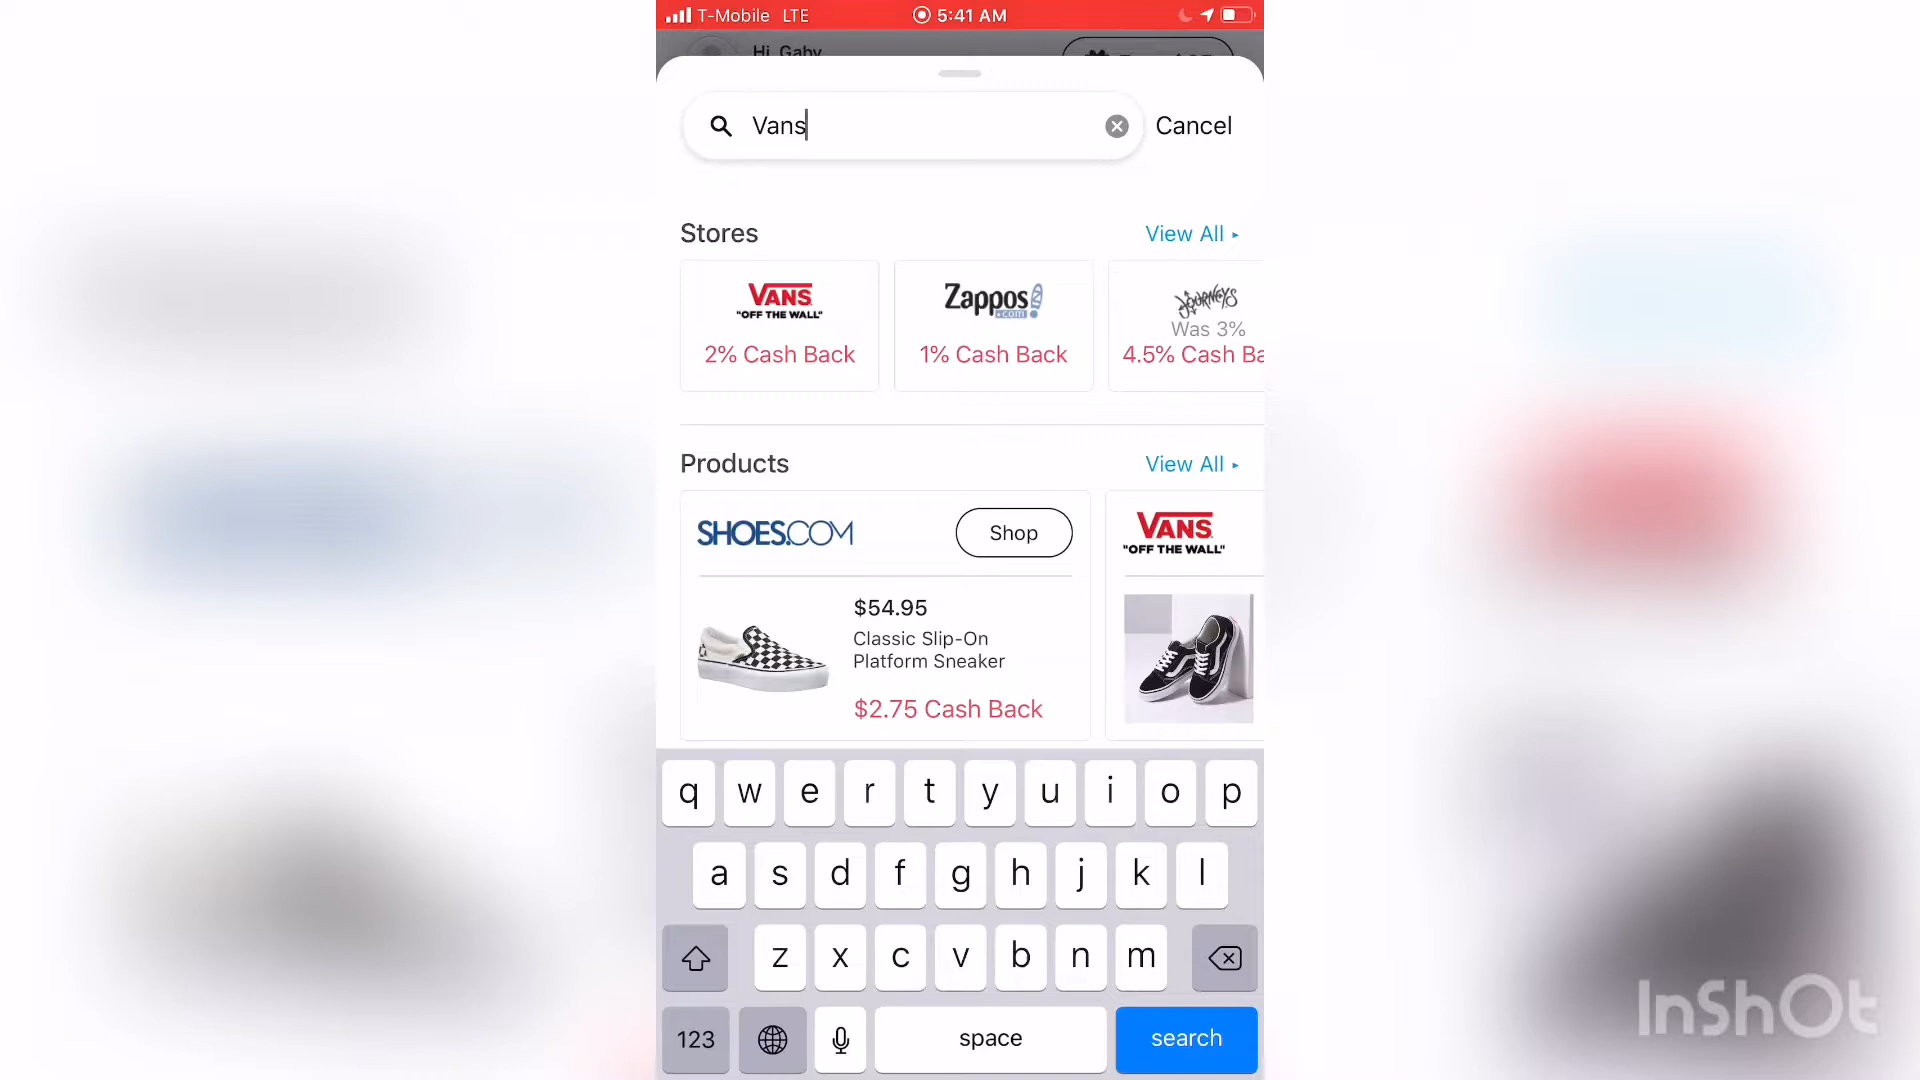 T-Mobile LTE 5:41 AM
Hi, Gaby
Vans
Cancel
Stores
View All ▸
VANS
"OFF THE WALL"
2% Cash Back
Zappos
.com
1% Cash Back
JOURNEYS
Was 3%
4.5% Cash Ba
Products
View All ▸
SHOES.COM
Shop
$54.95
Classic Slip-On
Platform Sneaker
$2.75 Cash Back
VANS
"OFF THE WALL"
q w e r t y u i o p
a s d f g h j k l
z x c v b n m
123
space
search
InShOt